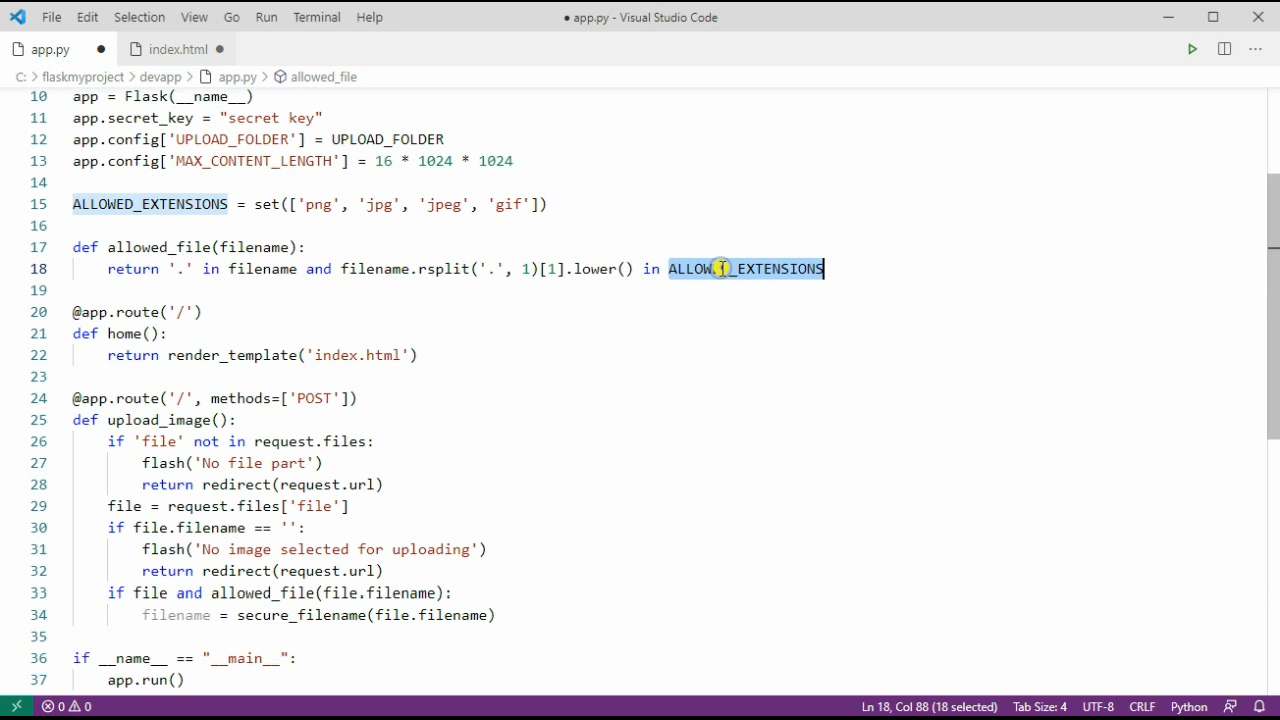 File Edit Selection View Go Run Terminal Help ● app.py - Visual Studio Code
app.py ● index.html ●
C: > flaskmyproject > devapp > app.py > allowed_file
10 app = Flask(__name__)
11 app.secret_key = "secret key"
12 app.config['UPLOAD_FOLDER'] = UPLOAD_FOLDER
13 app.config['MAX_CONTENT_LENGTH'] = 16 * 1024 * 1024
14
15 ALLOWED_EXTENSIONS = set(['png', 'jpg', 'jpeg', 'gif'])
16
17 def allowed_file(filename):
18     return '.' in filename and filename.rsplit('.', 1)[1].lower() in ALLOWED_EXTENSIONS
19
20 @app.route('/')
21 def home():
22     return render_template('index.html')
23
24 @app.route('/', methods=['POST'])
25 def upload_image():
26     if 'file' not in request.files:
27         flash('No file part')
28         return redirect(request.url)
29     file = request.files['file']
30     if file.filename == '':
31         flash('No image selected for uploading')
32         return redirect(request.url)
33     if file and allowed_file(file.filename):
34         filename = secure_filename(file.filename)
35
36 if __name__ == "__main__":
37     app.run()
0 0 Ln 18, Col 88 (18 selected) Tab Size: 4 UTF-8 CRLF Python